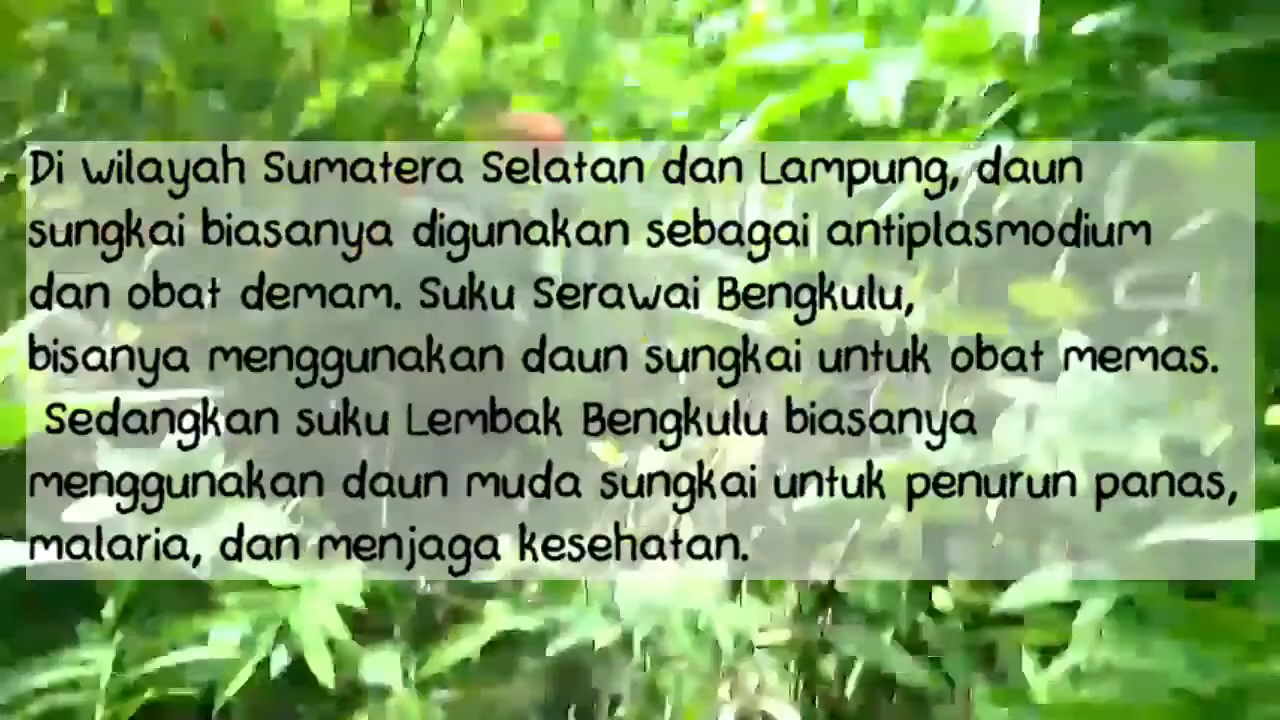 Di wilayah Sumatera Selatan dan Lampung, daun
sungkai biasanya digunakan sebagai antiplasmodium
dan obat demam. Suku Serawai Bengkulu,
bisanya menggunakan daun sungkai untuk obat memas.
Sedangkan suku Lembak Bengkulu biasanya
menggunakan daun muda sungkai untuk penurun panas,
malaria, dan menjaga kesehatan.